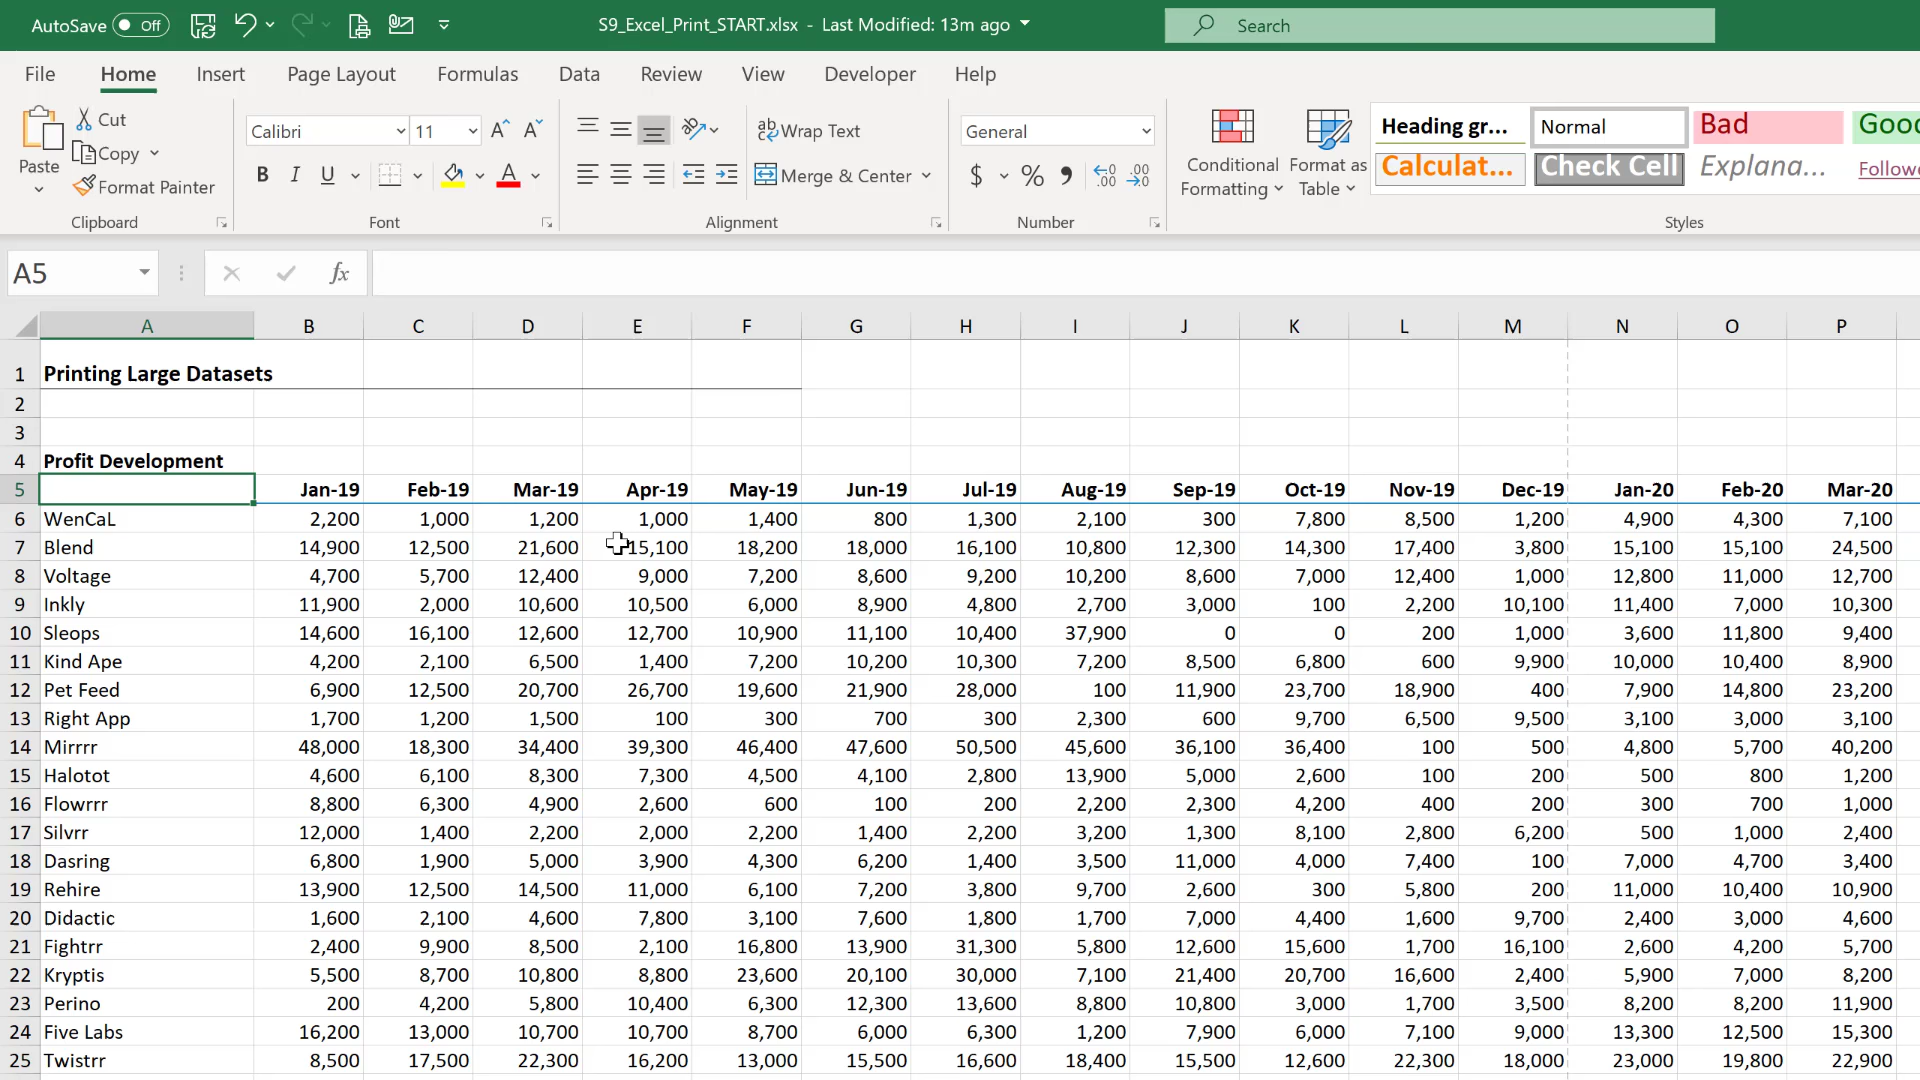 AutoSave Off S9_Excel_Print_START.xlsx - Last Modified: 13m ago Search
File Home Insert Page Layout Formulas Data Review View Developer Help
Paste
Cut
Copy
Format Painter
Clipboard
Calibri 11
B I U A
Font
ab Wrap Text
Merge & Center
Alignment
General
$ % 9 .00 .00
Number
Conditional Formatting
Format as Table
Heading gr... Normal Bad Good
Calculat... Check Cell Explana... Follow
Styles
A5 fx
A B C D E F G H I J K L M N O P
1 Printing Large Datasets
2
3
4 Profit Development
5 Jan-19 Feb-19 Mar-19 Apr-19 May-19 Jun-19 Jul-19 Aug-19 Sep-19 Oct-19 Nov-19 Dec-19 Jan-20 Feb-20 Mar-20
6 WenCaL 2,200 1,000 1,200 1,000 1,400 800 1,300 2,100 300 7,800 8,500 1,200 4,900 4,300 7,100
7 Blend 14,900 12,500 21,600 15,100 18,200 18,000 16,100 10,800 12,300 14,300 17,400 3,800 15,100 15,100 24,500
8 Voltage 4,700 5,700 12,400 9,000 7,200 8,600 9,200 10,200 8,600 7,000 12,400 1,000 12,800 11,000 12,700
9 Inkly 11,900 2,000 10,600 10,500 6,000 8,900 4,800 2,700 3,000 100 2,200 10,100 11,400 7,000 10,300
10 Sleops 14,600 16,100 12,600 12,700 10,900 11,100 10,400 37,900 0 0 200 1,000 3,600 11,800 9,400
11 Kind Ape 4,200 2,100 6,500 1,400 7,200 10,200 10,300 7,200 8,500 6,800 600 9,900 10,000 10,400 8,900
12 Pet Feed 6,900 12,500 20,700 26,700 19,600 21,900 28,000 100 11,900 23,700 18,900 400 7,900 14,800 23,200
13 Right App 1,700 1,200 1,500 100 300 700 300 2,300 600 9,700 6,500 9,500 3,100 3,000 3,100
14 Mirrrr 48,000 18,300 34,400 39,300 46,400 47,600 50,500 45,600 36,100 36,400 100 500 4,800 5,700 40,200
15 Halotot 4,600 6,100 8,300 7,300 4,500 4,100 2,800 13,900 5,000 2,600 100 200 500 800 1,200
16 Flowrrr 8,800 6,300 4,900 2,600 600 100 200 2,200 2,300 4,200 400 200 300 700 1,000
17 Silvrr 12,000 1,400 2,200 2,000 2,200 1,400 2,200 3,200 1,300 8,100 2,800 6,200 500 1,000 2,400
18 Dasring 6,800 1,900 5,000 3,900 4,300 6,200 1,400 3,500 11,000 4,000 7,400 100 7,000 4,700 3,400
19 Rehire 13,900 12,500 14,500 11,000 6,100 7,200 3,800 9,700 2,600 300 5,800 200 11,000 10,400 10,900
20 Didactic 1,600 2,100 4,600 7,800 3,100 7,600 1,800 1,700 7,000 4,400 1,600 9,700 2,400 3,000 4,600
21 Fightrr 2,400 9,900 8,500 2,100 16,800 13,900 31,300 5,800 12,600 15,600 1,700 16,100 2,600 4,200 5,700
22 Kryptis 5,500 8,700 10,800 8,800 23,600 20,100 30,000 7,100 21,400 20,700 16,600 2,400 5,900 7,000 8,200
23 Perino 200 4,200 5,800 10,400 6,300 12,300 13,600 8,800 10,800 3,000 1,700 3,500 8,200 8,200 11,900
24 Five Labs 16,200 13,000 10,700 10,700 8,700 6,000 6,300 1,200 7,900 6,000 7,100 9,000 13,300 12,500 15,300
25 Twistrr 8,500 17,500 22,300 16,200 13,000 15,500 16,600 18,400 15,500 12,600 22,300 18,000 23,000 19,800 22,900